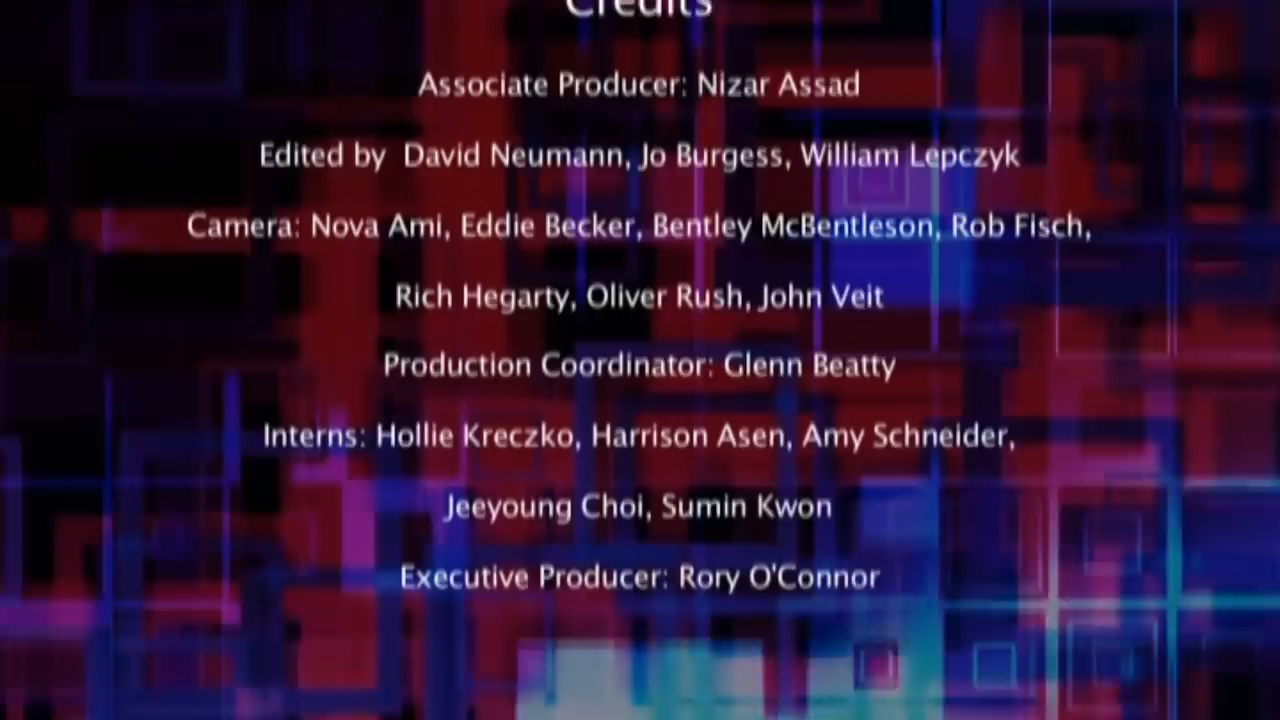 Credits
Associate Producer: Nizar Assad
Edited by  David Neumann, Jo Burgess, William Lepczyk
Camera: Nova Ami, Eddie Becker, Bentley McBentleson, Rob Fisch,
Rich Hegarty, Oliver Rush, John Veit
Production Coordinator: Glenn Beatty
Interns: Hollie Kreczko, Harrison Asen, Amy Schneider,
Jeeyoung Choi, Sumin Kwon
Executive Producer: Rory O'Connor